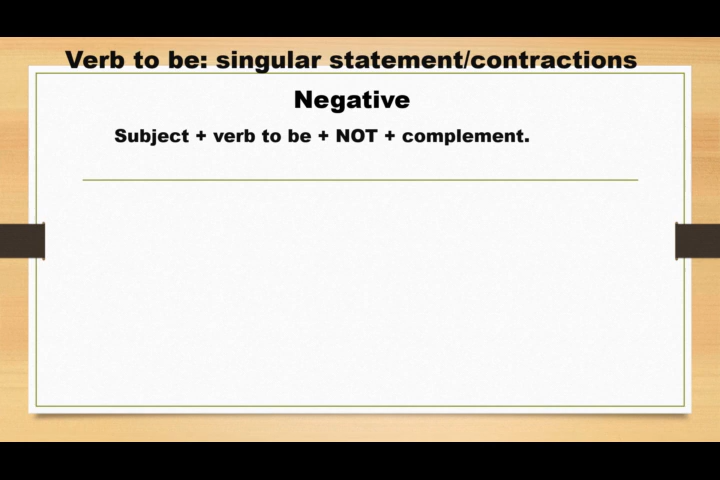 Verb to be: singular statement/contractions
Negative
Subject + verb to be + NOT + complement.